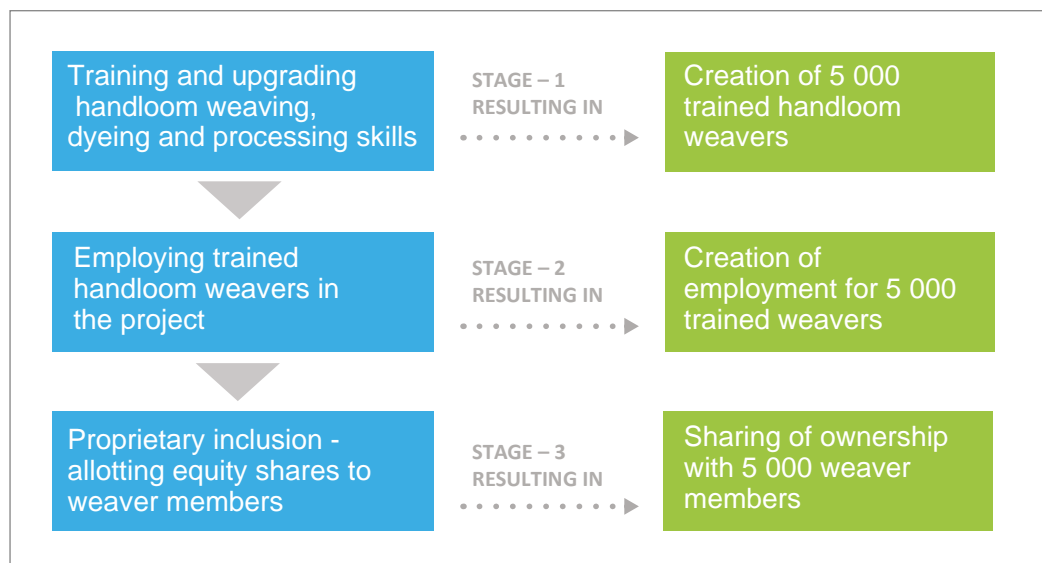 Training and upgrading
handloom weaving,
dyeing and processing skills
STAGE – 1
RESULTING IN
Creation of 5 000
trained handloom
weavers
Employing trained
handloom weavers in
the project
STAGE – 2
RESULTING IN
Creation of
employment for 5 000
trained weavers
Proprietary inclusion -
allotting equity shares to
weaver members
STAGE – 3
RESULTING IN
Sharing of ownership
with 5 000 weaver
members